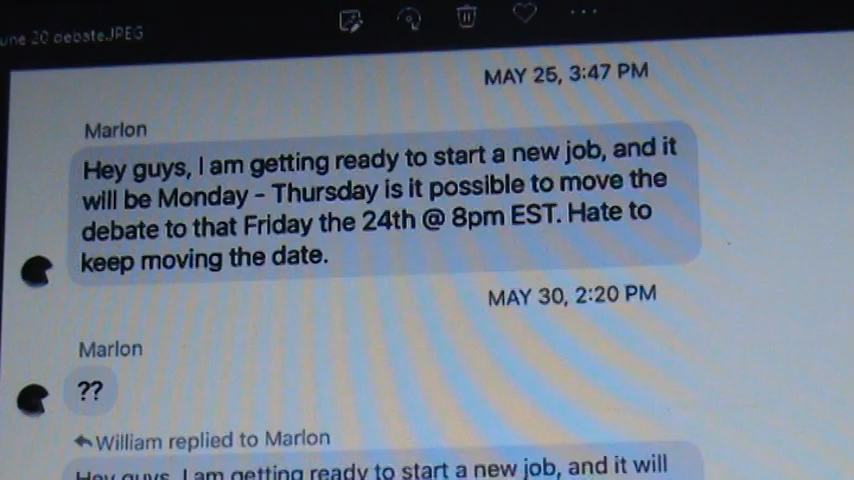 une 20 debate.JPEG
MAY 25, 3:47 PM
Marlon
Hey guys, I am getting ready to start a new job, and it
will be Monday - Thursday is it possible to move the
debate to that Friday the 24th @ 8pm EST. Hate to
keep moving the date.
MAY 30, 2:20 PM
Marlon
??
William replied to Marlon
Hey guys, I am getting ready to start a new job, and it will